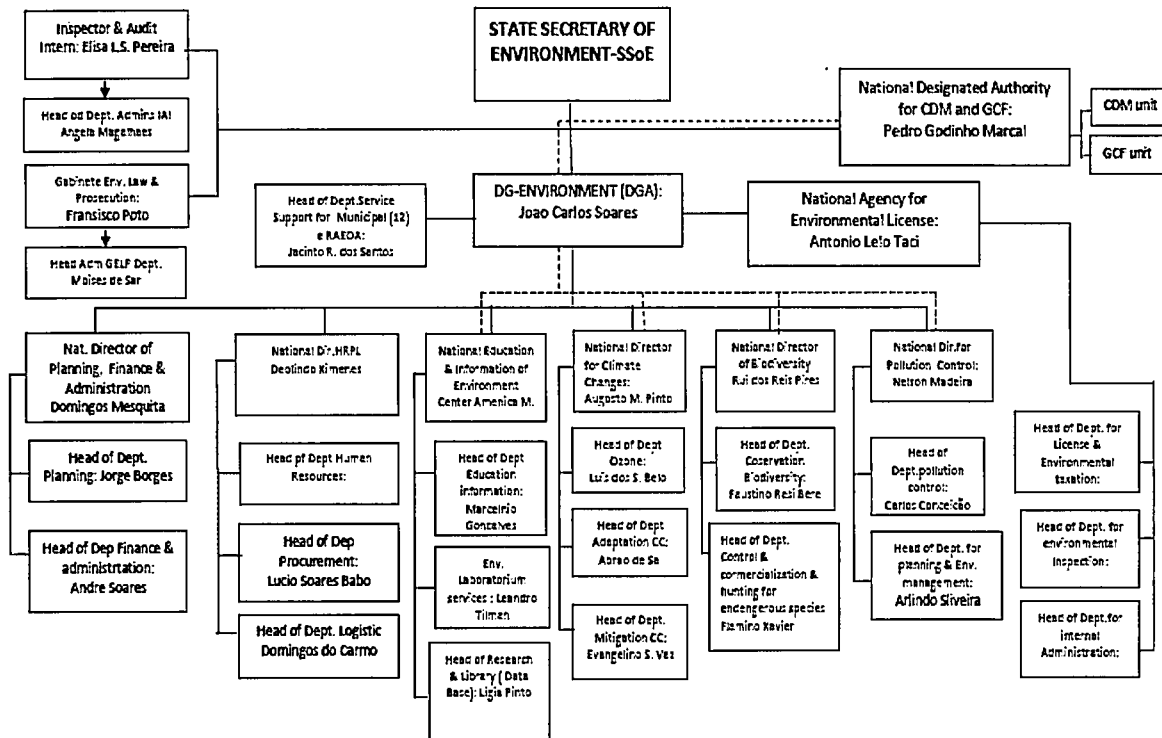 Inspector & Audit
Intern: Elisa L.S. Pereira
Head od Dept. Admins IAI
Angela Magehaes
Gabinete Env. Law &
Prosecution:
Fransisco Poto
Head Adm GELP Dept.
Moises de Sar
STATE SECRETARY OF
ENVIRONMENT-SSoE
National Designated Authority
for CDM and GCF:
Pedro Godinho Marcal
CDM unit
GCF unit
Head of Dept.Service
Support for Municipal (12)
e RAEOA:
Jacinto R. dos Santos
DG-ENVIRONMENT (DGA):
Joao Carlos Soares
National Agency for
Environmental License:
Antonio Lelo Taci
Nat. Director of
Planning, Finance &
Administration
Domingos Mesquita
Head of Dept.
Planning: Jorge Borges
Head of Dep Finance &
administrtation:
Andre Soares
National Dir.HRPL
Deolindo Ximenes
Head pf Dept Human
Resources:
Head of Dep
Procurement:
Lucio Soares Babo
Head of Dept. Logistic
Domingos do Carmo
National Education
& Information of
Environment
Center America M.
Head of Dept
Education
information:
Marcelino
Goncalves
Env.
Laboratorium
services : Leandro
Tilman
Head of Research
& Library ( Data
Base): Ligia Pinto
National Director
for Climate
Changes:
Augusto M. Pinto
Head of Dept
Ozone:
Luis dos S. Belo
Head of Dept
Adaptation CC:
Abrao de Sa
Head of Dept.
Mitigation CC:
Evangelino S. Vaz
National Director
of Biodiversity
Rui dos Reis Pires
Head of Dept.
Coservation
Biodiversity:
Faustino Resi Bere
Head of Dept.
Control &
commercialization &
hunting for
endengerous species
Flamino Xavier
National Dir.for
Pollution Control:
Nelson Madeira
Head of
Dept.pollution
control:
Carlos Conceição
Head of Dept. for
planning & Env.
management:
Arlindo Sliveira
Head of Dept. for
License &
Environmental
taxation:
Head of Dept. for
environmental
Inspection:
Head of Dept.for
internal
Administration: